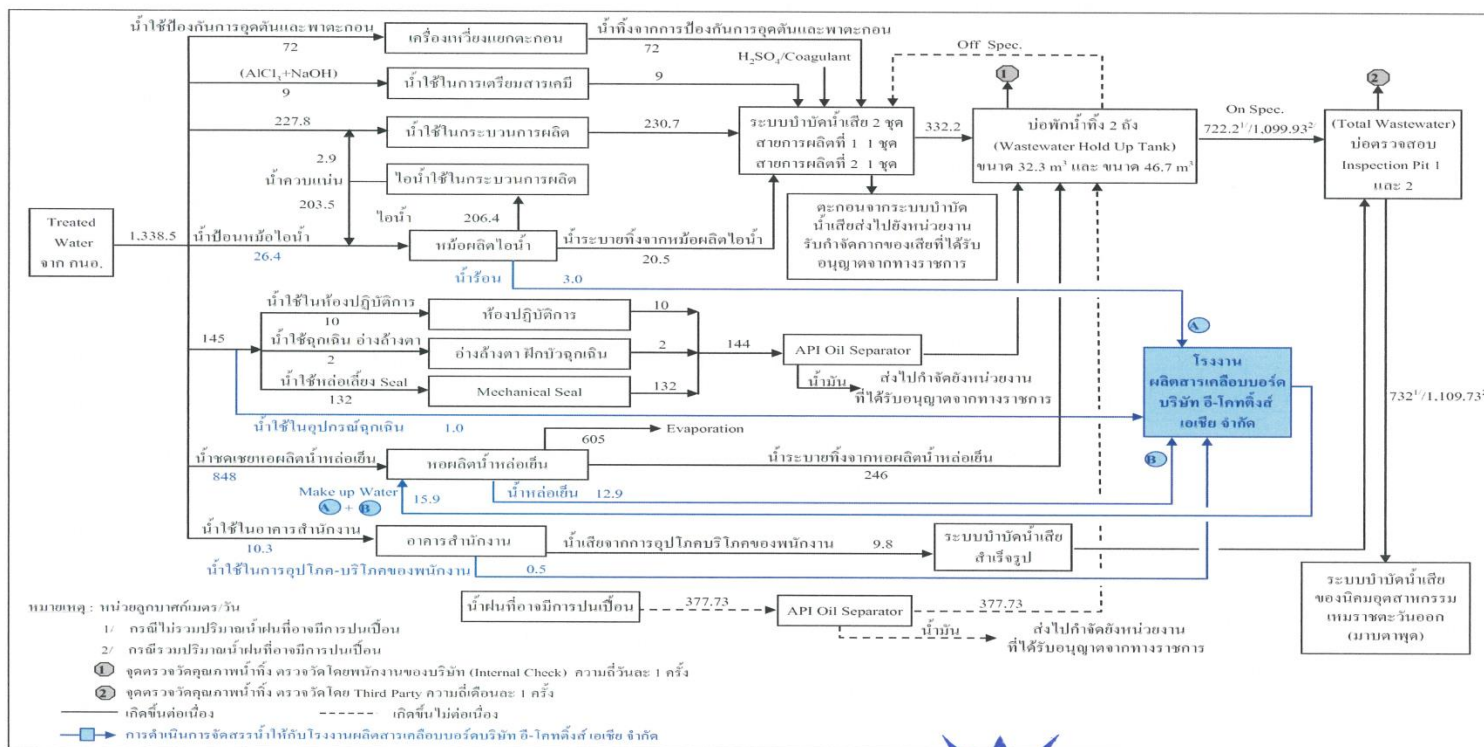 น้ำใช้ป้องกันการอุดตันและพาตะกอน
72
เครื่องเหวี่ยงแยกตะกอน
น้ำทิ้งจากการป้องกันการอุดตันและพาตะกอน
72
H₂SO₄/Coagulant
Off Spec.
1
2
(AlCl₃+NaOH)
9
น้ำใช้ในการเตรียมสารเคมี
9
227.8
น้ำใช้ในกระบวนการผลิต
230.7
ระบบบำบัดน้ำเสีย 2 ชุด
สายการผลิตที่ 1 1 ชุด
สายการผลิตที่ 2 1 ชุด
332.2
บ่อพักน้ำทิ้ง 2 ถัง
(Wastewater Hold Up Tank)
ขนาด 32.3 m³ และ ขนาด 46.7 m³
On Spec.
722.2¹/1,099.93²
(Total Wastewater)
บ่อตรวจสอบ
Inspection Pit 1
และ 2
2.9
น้ำควบแน่น
203.5
ไอน้ำใช้ในกระบวนการผลิต
ไอน้ำ
206.4
ตะกอนจากระบบบำบัด
น้ำเสียส่งไปยังหน่วยงาน
รับกำจัดกากของเสียที่ได้รับ
อนุญาตจากทางราชการ
Treated
Water
จาก กนอ.
1,338.5
น้ำป้อนหม้อไอน้ำ
26.4
หม้อผลิตไอน้ำ
น้ำระบายทิ้งจากหม้อผลิตไอน้ำ
20.5
น้ำร้อน 3.0
145
น้ำใช้ในห้องปฏิบัติการ
10
ห้องปฏิบัติการ
10
น้ำใช้ฉุกเฉิน อ่างล้างตา
2
อ่างล้างตา ฝักบัวฉุกเฉิน
2
น้ำใช้หล่อเลี้ยง Seal
132
Mechanical Seal
132
144
API Oil Separator
น้ำมัน
ส่งไปกำจัดยังหน่วยงาน
ที่ได้รับอนุญาตจากทางราชการ
A
โรงงาน
ผลิตสารเคลือบบอร์ด
บริษัท อี-โคทติ้งส์
เอเชีย จำกัด
732¹/1,109.73²
น้ำใช้ในอุปกรณ์ฉุกเฉิน 1.0
605
Evaporation
น้ำชดเชยหอผลิตน้ำหล่อเย็น
848
หอผลิตน้ำหล่อเย็น
น้ำระบายทิ้งจากหอผลิตน้ำหล่อเย็น
246
B
Make up Water
A + B
15.9
น้ำหล่อเย็น 12.9
น้ำใช้ในอาคารสำนักงาน
10.3
อาคารสำนักงาน
น้ำเสียจากการอุปโภคบริโภคของพนักงาน 9.8
ระบบบำบัดน้ำเสีย
สำเร็จรูป
น้ำใช้ในการอุปโภค-บริโภคของพนักงาน 0.5
น้ำฝนที่อาจมีการปนเปื้อน
377.73
API Oil Separator
377.73
น้ำมัน
ส่งไปกำจัดยังหน่วยงาน
ที่ได้รับอนุญาตจากทางราชการ
ระบบบำบัดน้ำเสีย
ของนิคมอุตสาหกรรม
เหมราชตะวันออก
(มาบตาพุด)
หมายเหตุ : หน่วยลูกบาศก์เมตร/วัน
1/ กรณีไม่รวมปริมาณน้ำฝนที่อาจมีการปนเปื้อน
2/ กรณีรวมปริมาณน้ำฝนที่อาจมีการปนเปื้อน
1 จุดตรวจวัดคุณภาพน้ำทิ้ง ตรวจวัดโดยพนักงานของบริษัท (Internal Check) ความถี่วันละ 1 ครั้ง
2 จุดตรวจวัดคุณภาพน้ำทิ้ง ตรวจวัดโดย Third Party ความถี่เดือนละ 1 ครั้ง
เกิดขึ้นต่อเนื่อง
เกิดขึ้นไม่ต่อเนื่อง
การดำเนินการจัดสรรน้ำให้กับโรงงานผลิตสารเคลือบบอร์ดบริษัท อี-โคทติ้งส์ เอเชีย จำกัด